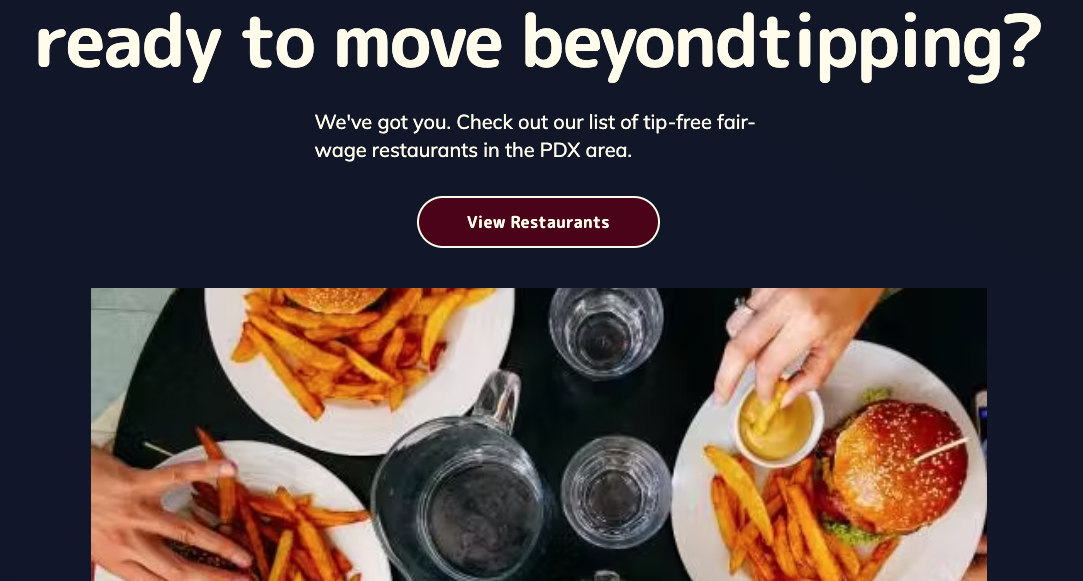 ready to move beyondtipping?
We've got you. Check out our list of tip-free fair-
wage restaurants in the PDX area.
View Restaurants